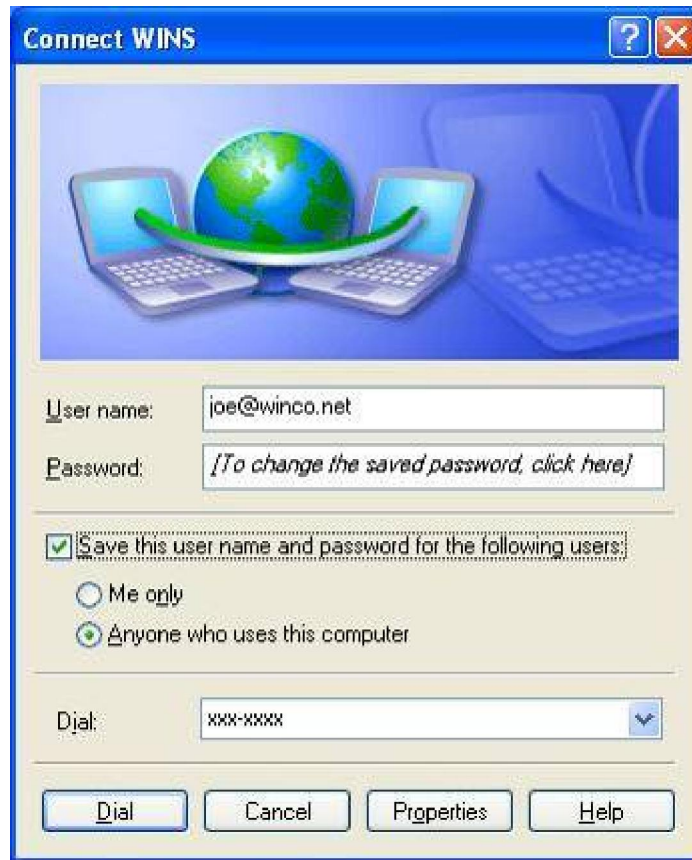 Connect WINS
User name: joe@winco.net
Password: [To change the saved password, click here]
Save this user name and password for the following users:
Me only
Anyone who uses this computer
Dial: xxx-xxxx
Dial Cancel Properties Help